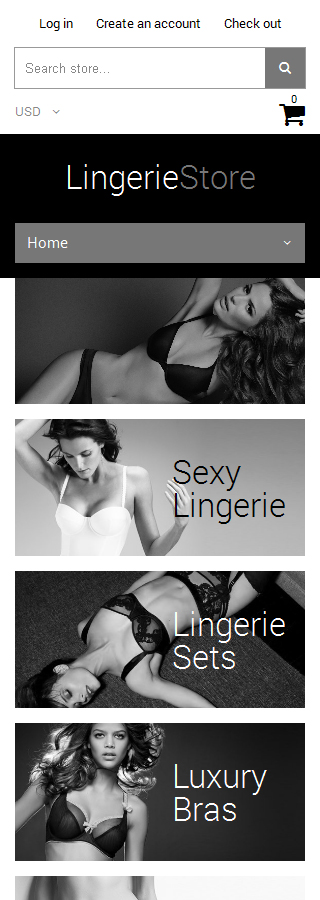 Log in Create an account Check out
Search store...
USD
0
LingerieStore
Home
Sexy
Lingerie
Lingerie
Sets
Luxury
Bras